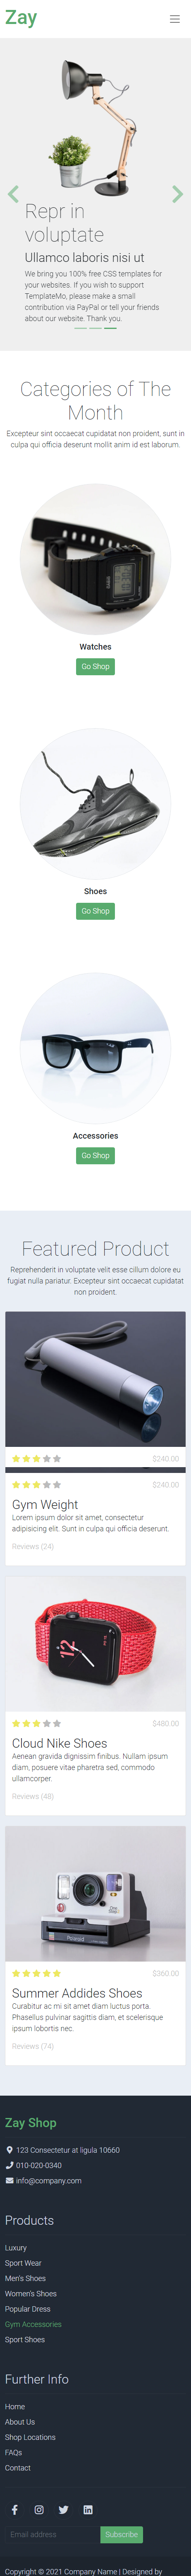 Zay
Repr in
voluptate
Ullamco laboris nisi ut
We bring you 100% free CSS templates for
your websites. If you wish to support
TemplateMo, please make a small
contribution via PayPal or tell your friends
about our website. Thank you.
Categories of The
Month
Excepteur sint occaecat cupidatat non proident, sunt in
culpa qui officia deserunt mollit anim id est laborum.
Watches
Go Shop
Shoes
Go Shop
Accessories
Go Shop
Featured Product
Reprehenderit in voluptate velit esse cillum dolore eu
fugiat nulla pariatur. Excepteur sint occaecat cupidatat
non proident.
$240.00
$240.00
Gym Weight
Lorem ipsum dolor sit amet, consectetur
adipisicing elit. Sunt in culpa qui officia deserunt.
Reviews (24)
$480.00
Cloud Nike Shoes
Aenean gravida dignissim finibus. Nullam ipsum
diam, posuere vitae pharetra sed, commodo
ullamcorper.
Reviews (48)
Polaroid
$360.00
Summer Addides Shoes
Curabitur ac mi sit amet diam luctus porta.
Phasellus pulvinar sagittis diam, et scelerisque
ipsum lobortis nec.
Reviews (74)
Zay Shop
123 Consectetur at ligula 10660
010-020-0340
info@company.com
Products
Luxury
Sport Wear
Men's Shoes
Women's Shoes
Popular Dress
Gym Accessories
Sport Shoes
Further Info
Home
About Us
Shop Locations
FAQs
Contact
Email address
Subscribe
Copyright © 2021 Company Name | Designed by